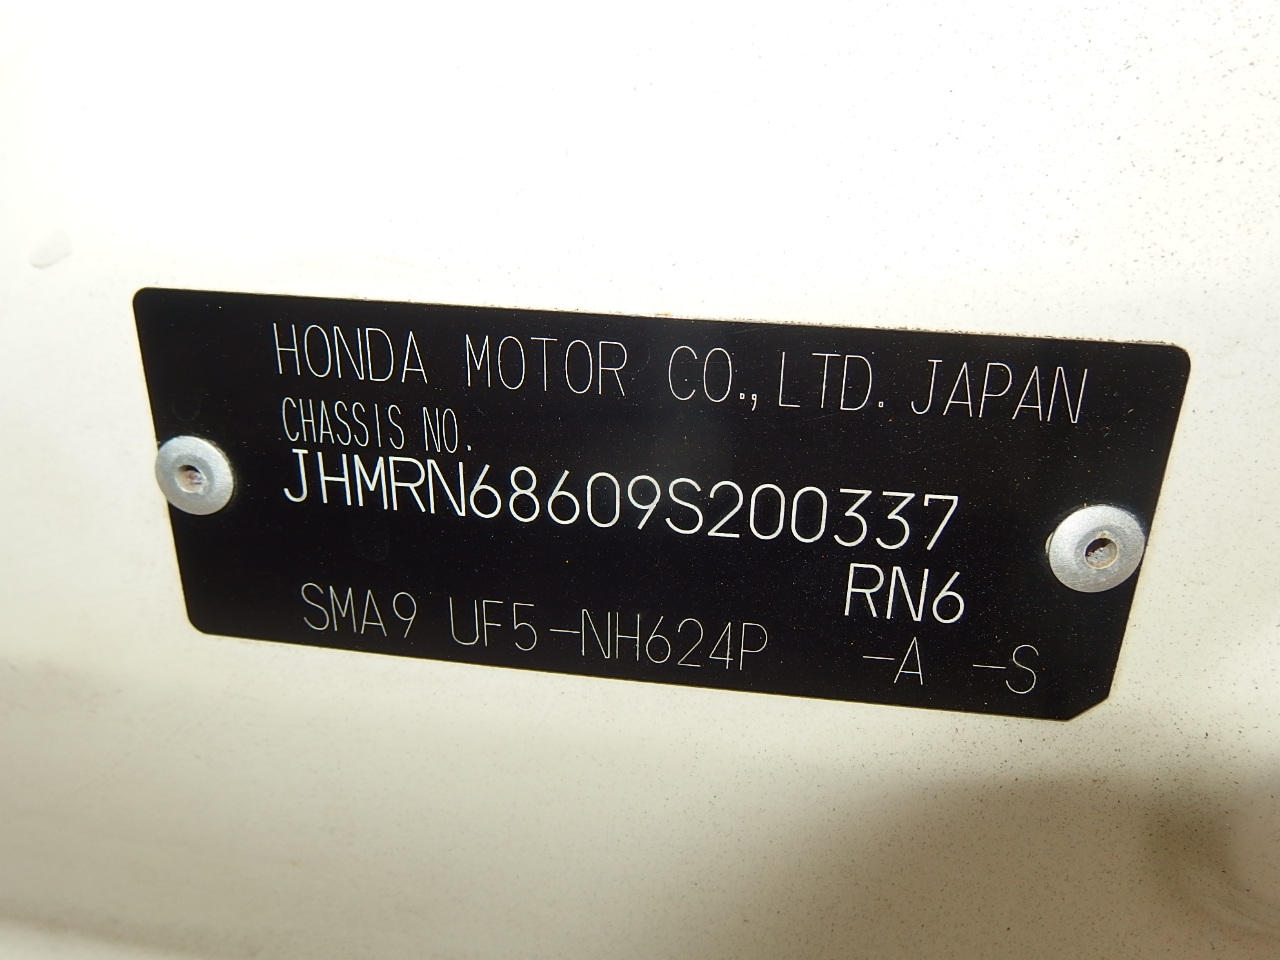 HONDA MOTOR CO., LTD. JAPAN
CHASSIS NO.
JHMRN68609S200337
RN6
SMA9 UF5-NH624P -A -S